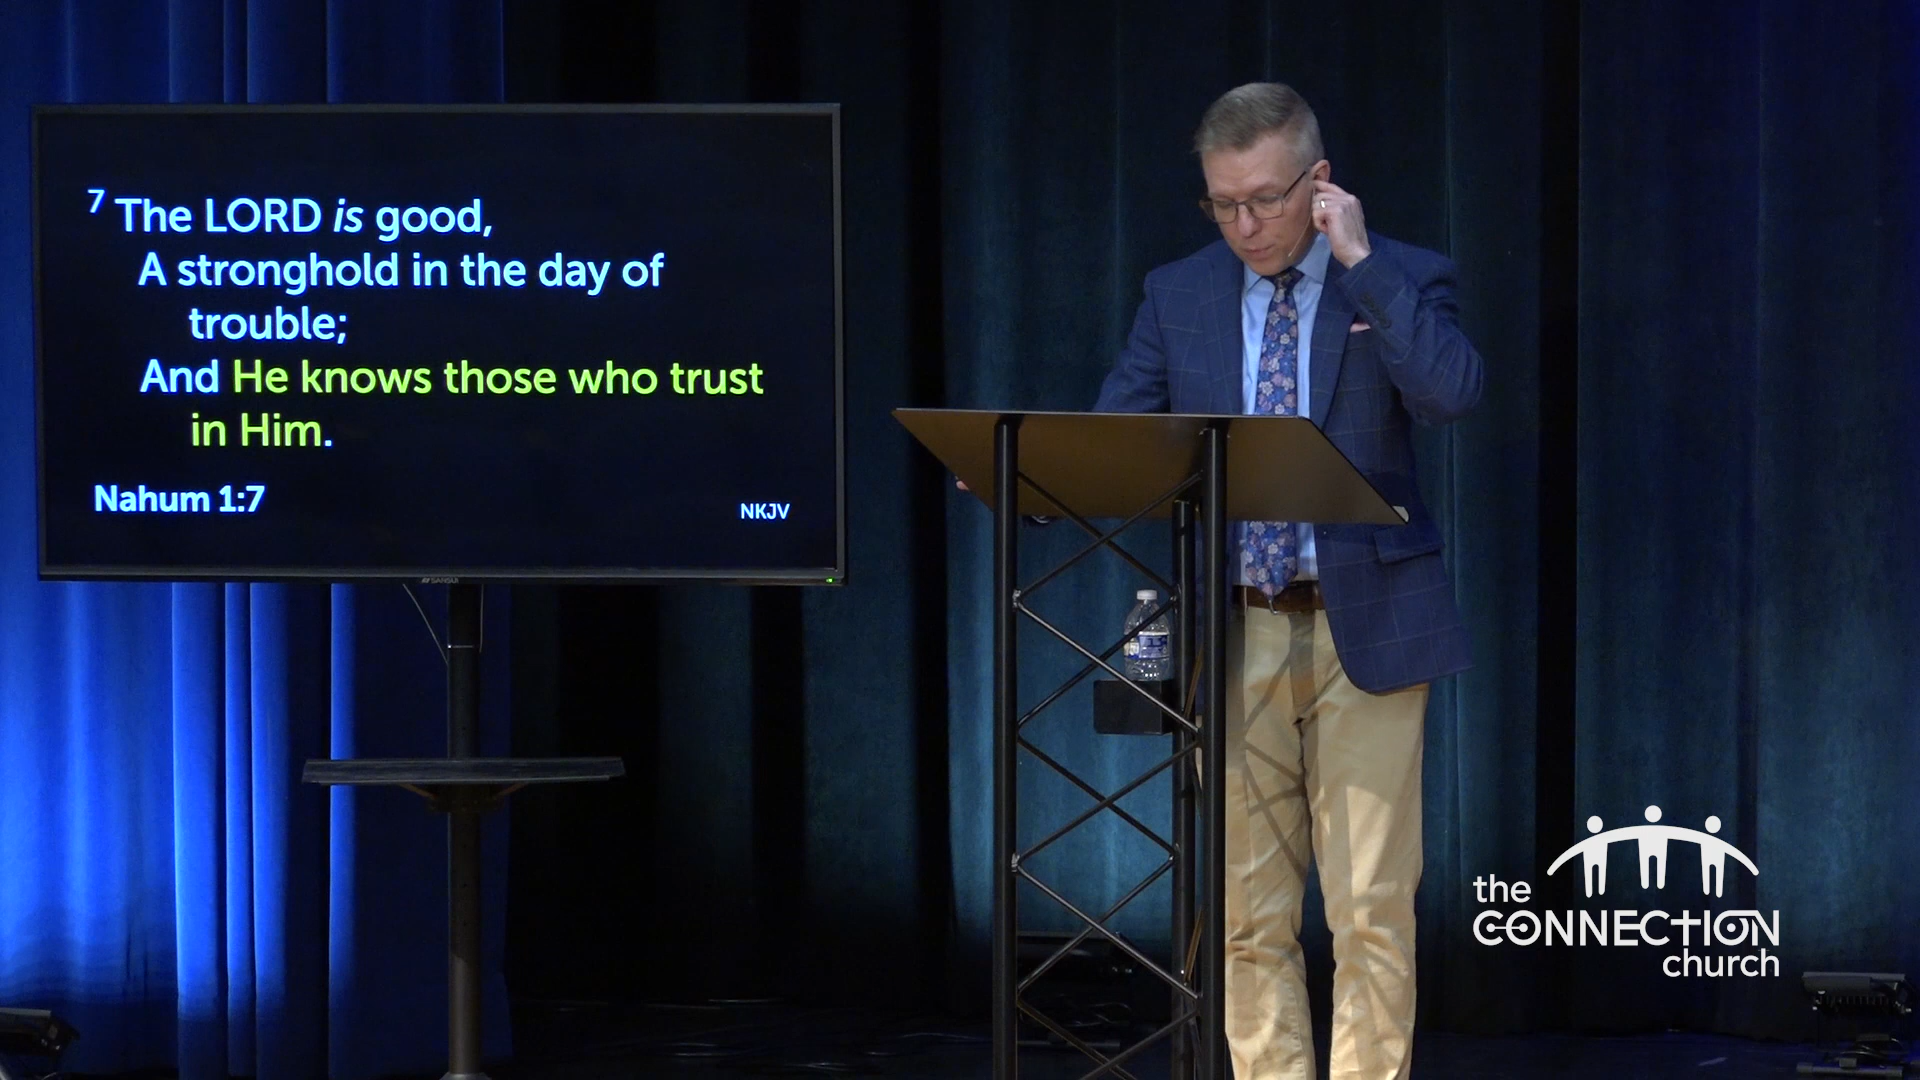 7 The LORD is good,
A stronghold in the day of
trouble;
And He knows those who trust
in Him.
Nahum 1:7
NKJV
SANSUI
the
CONNECTION
church